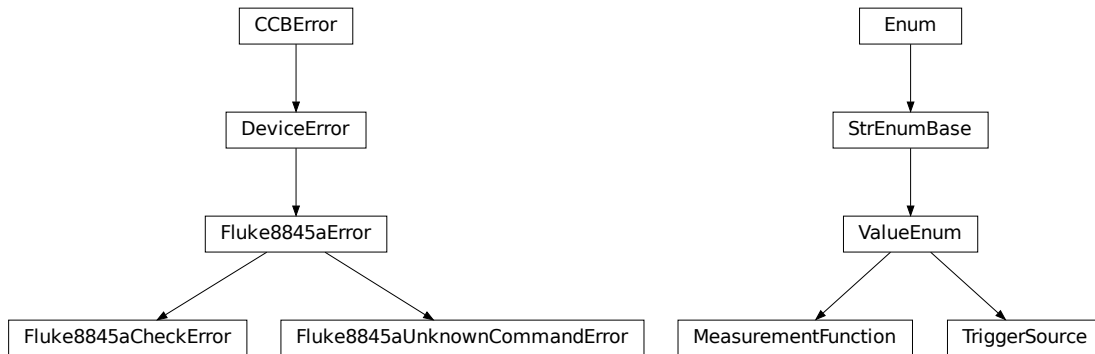 CCBError
Enum
DeviceError
StrEnumBase
Fluke8845aError
ValueEnum
Fluke8845aCheckError
Fluke8845aUnknownCommandError
MeasurementFunction
TriggerSource